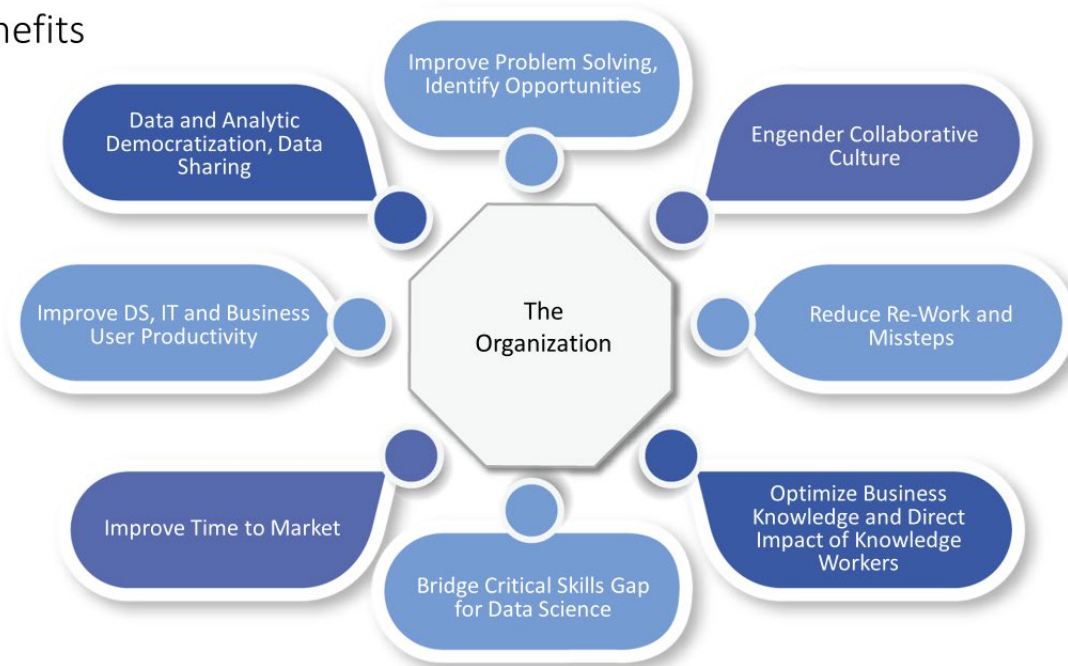 Improve Problem Solving,
Identify Opportunities
Data and Analytic
Democratization, Data
Sharing
Engender Collaborative
Culture
Improve DS, IT and Business
User Productivity
The
Organization
Reduce Re-Work and
Missteps
Improve Time to Market
Optimize Business
Knowledge and Direct
Impact of Knowledge
Workers
Bridge Critical Skills Gap
for Data Science